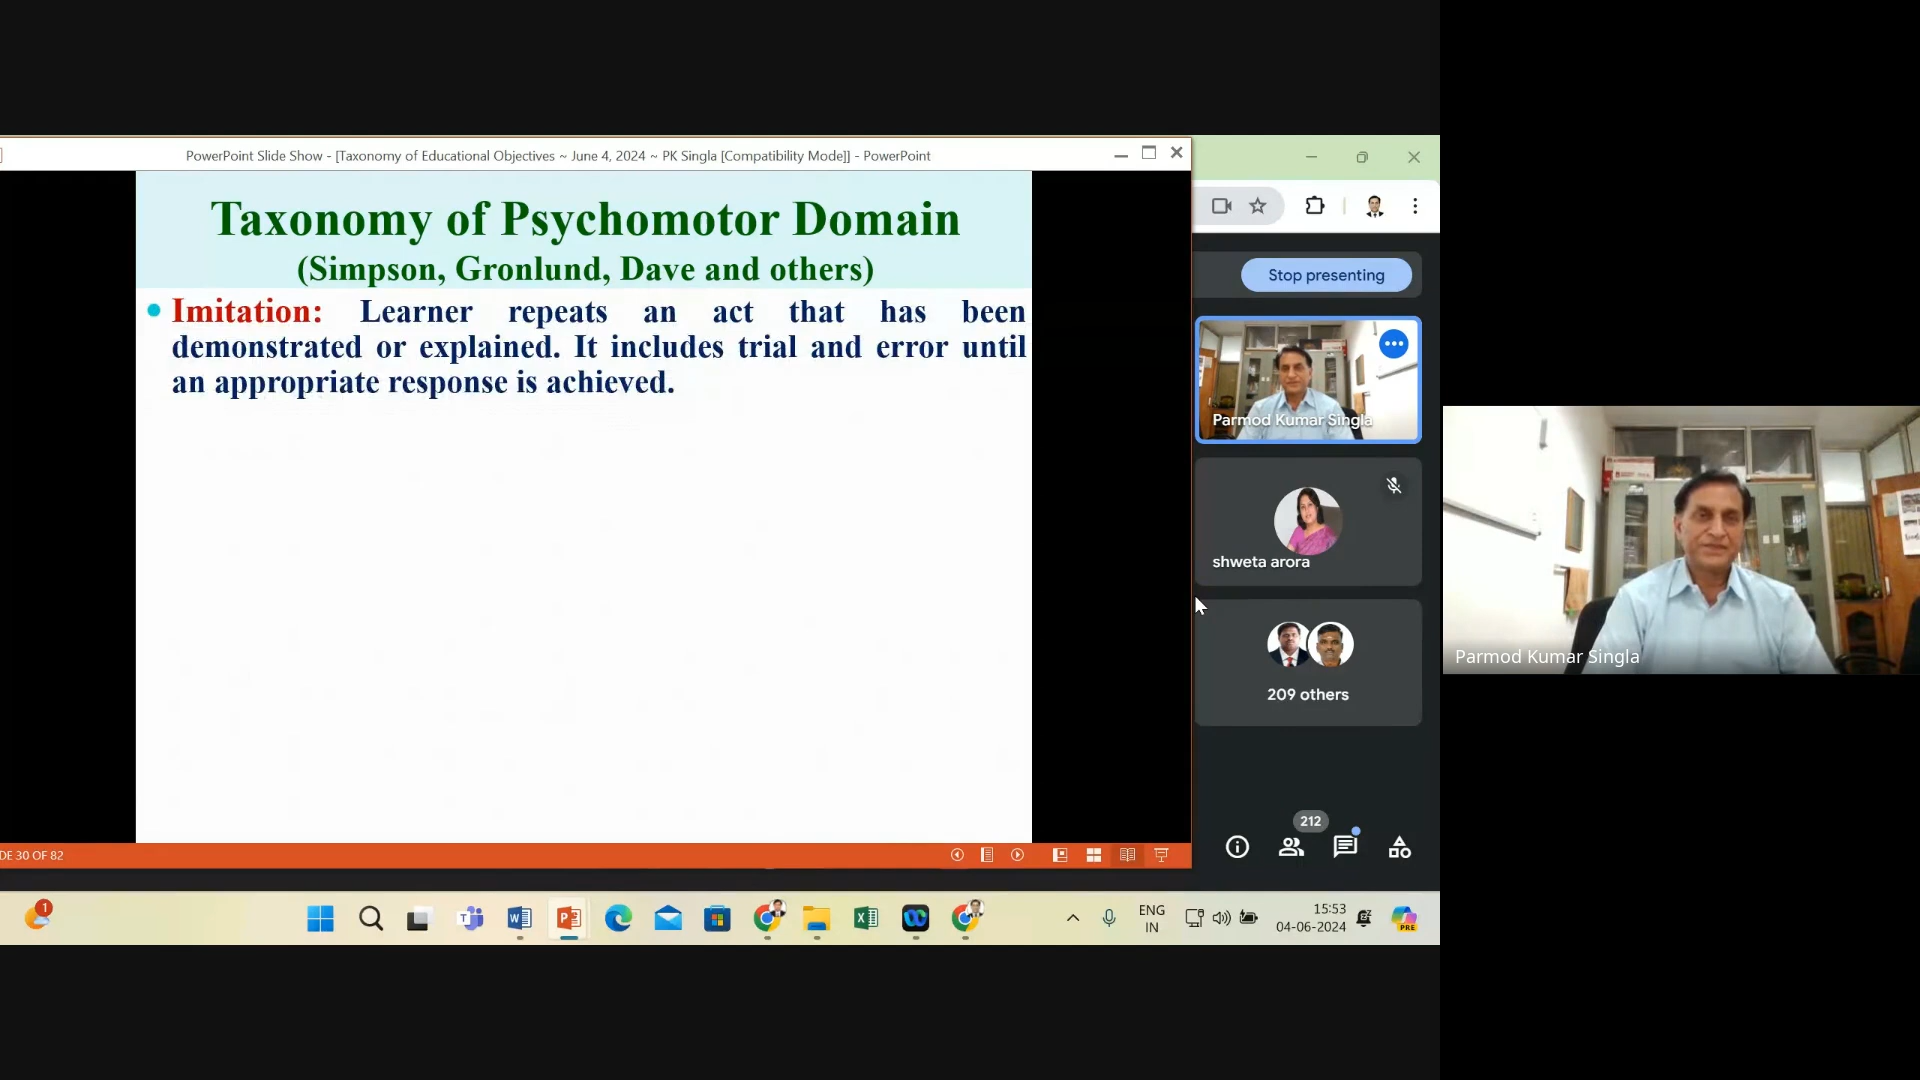 PowerPoint Slide Show - [Taxonomy of Educational Objectives ~ June 4, 2024 ~ PK Singla [Compatibility Mode]] - PowerPoint
Taxonomy of Psychomotor Domain
(Simpson, Gronlund, Dave and others)
Imitation: Learner repeats an act that has been
demonstrated or explained. It includes trial and error until
an appropriate response is achieved.
Stop presenting
Parmod Kumar Singla
shweta arora
209 others
212
Parmod Kumar Singla
DE 30 OF 82
1
ENG
IN
15:53
04-06-2024
PRE